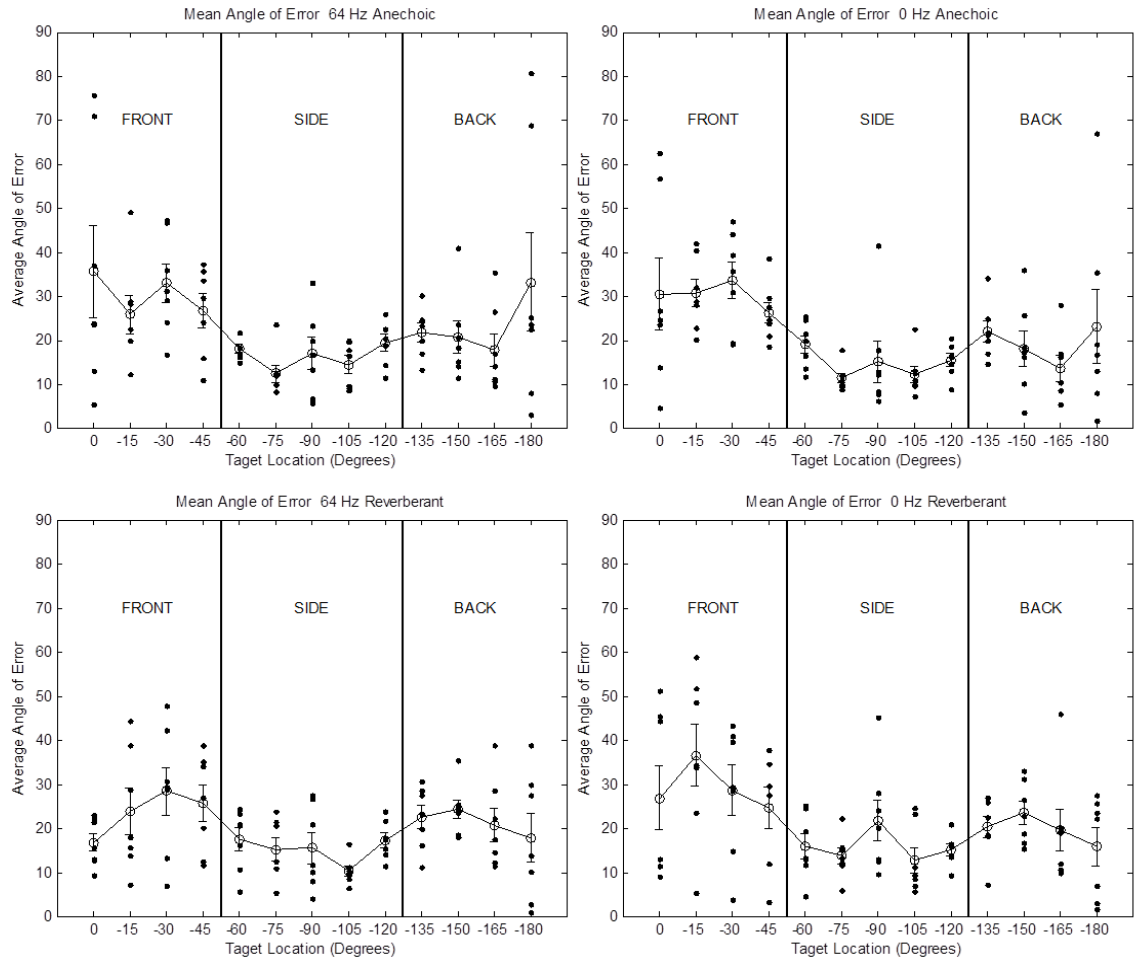 Mean Angle of Error 64 Hz Anechoic
90
80
70
60
50
40
30
20
10
0
Average Angle of Error
FRONT SIDE BACK
0 -15 -30 -45 -60 -75 -90 -105 -120 -135 -150 -165 -180
Taget Location (Degrees)
Mean Angle of Error 0 Hz Anechoic
90
80
70
60
50
40
30
20
10
0
Average Angle of Error
FRONT SIDE BACK
0 -15 -30 -45 -60 -75 -90 -105 -120 -135 -150 -165 -180
Taget Location (Degrees)
Mean Angle of Error 64 Hz Reverberant
90
80
70
60
50
40
30
20
10
0
Average Angle of Error
FRONT SIDE BACK
0 -15 -30 -45 -60 -75 -90 -105 -120 -135 -150 -165 -180
Taget Location (Degrees)
Mean Angle of Error 0 Hz Reverberant
90
80
70
60
50
40
30
20
10
0
Average Angle of Error
FRONT SIDE BACK
0 -15 -30 -45 -60 -75 -90 -105 -120 -135 -150 -165 -180
Taget Location (Degrees)